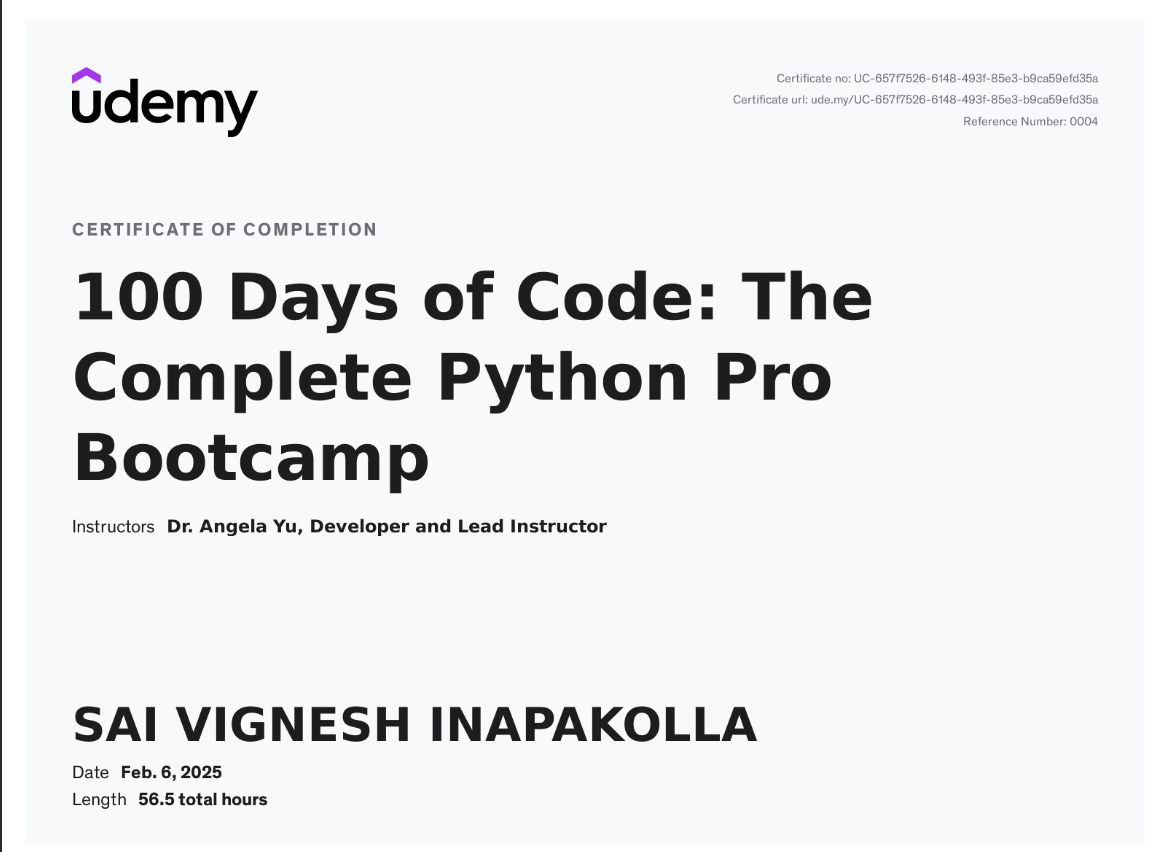 udemy
Certificate no: UC-657f7526-6148-493f-85e3-b9ca59efd35a
Certificate url: ude.my/UC-657f7526-6148-493f-85e3-b9ca59efd35a
Reference Number: 0004
CERTIFICATE OF COMPLETION
100 Days of Code: The
Complete Python Pro
Bootcamp
Instructors Dr. Angela Yu, Developer and Lead Instructor
SAI VIGNESH INAPAKOLLA
Date Feb. 6, 2025
Length 56.5 total hours